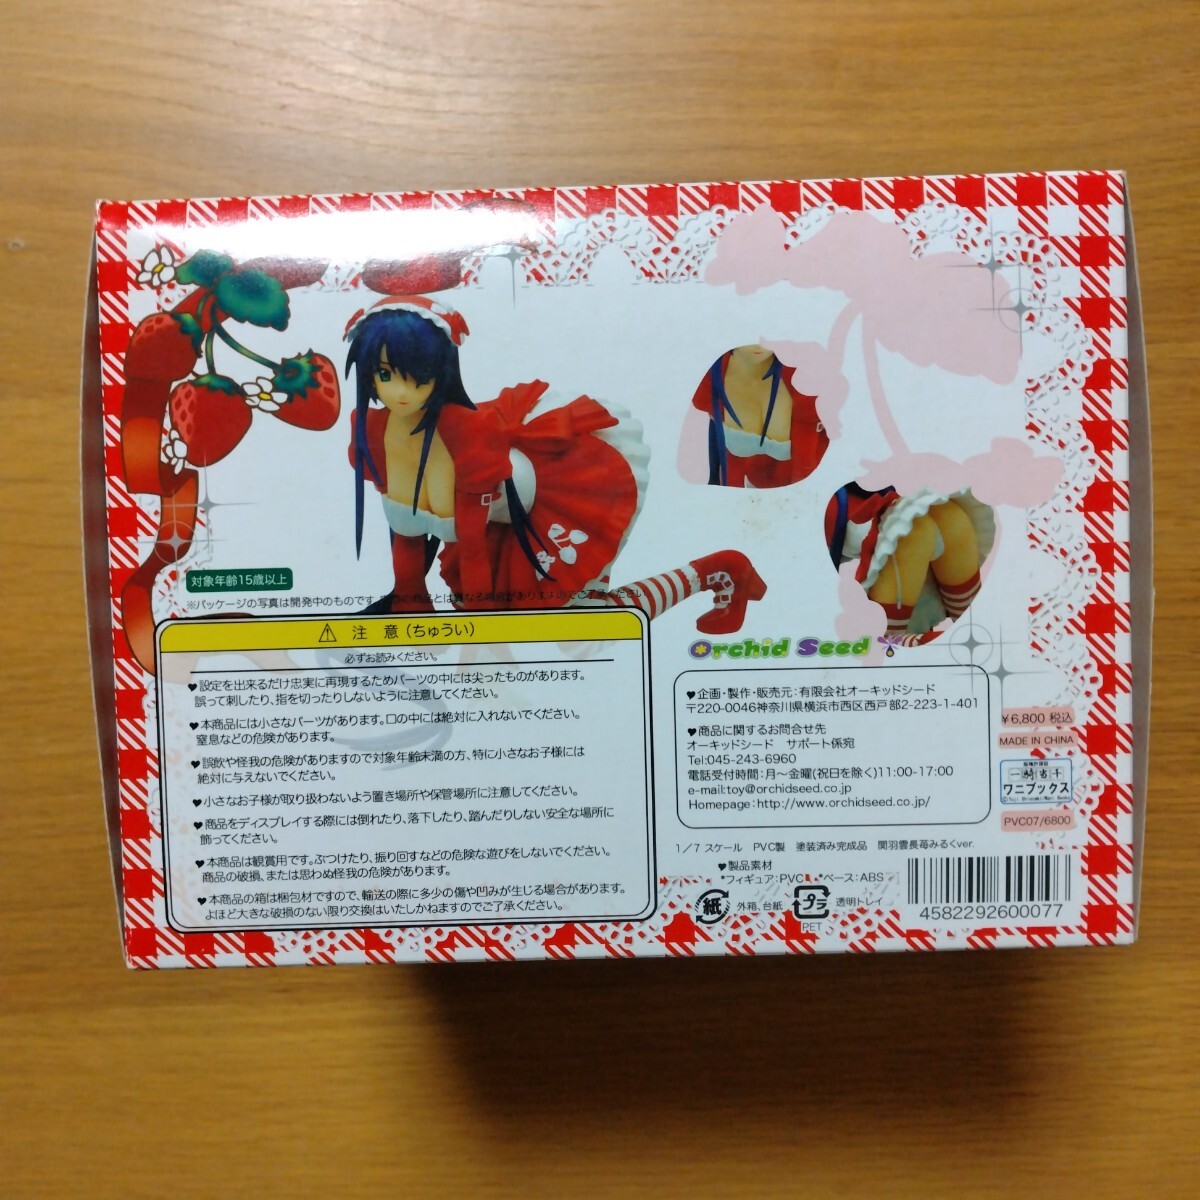 対象年齢15歳以上
※パッケージの写真は開発中のものです。実際の商品とは異なる場合がありますのでご了承ください。
⚠ 注 意 (ちゅうい)
必ずお読みください。
♥設定を出来るだけ忠実に再現するためパーツの中には尖ったものがあります。
誤って刺したり、指を切ったりしないように注意してください。
♥本商品には小さなパーツがあります。口の中には絶対に入れないでください。
窒息などの危険があります。
♥誤飲や怪我の危険がありますので対象年齢未満の方、特に小さなお子様には
絶対に与えないでください。
♥小さなお子様が取り扱わないよう置き場所や保管場所に注意してください。
♥商品をディスプレイする際には倒れたり、落下したり、踏んだりしない安全な場所に
飾ってください。
♥本商品は観賞用です。ぶつけたり、振り回すなどの危険な遊びをしないでください。
商品の破損、または思わぬ怪我の危険があります。
♥本商品の箱は梱包材ですので、輸送の際に多少の傷や凹みが生じる場合があります。
よほど大きな破損のない限り交換はいたしかねますのでご了承ください。
Orchid Seed
♥企画・製作・販売元:有限会社オーキッドシード
〒220-0046神奈川県横浜市西区西戸部2-223-1-401
♥商品に関するお問合せ先
オーキッドシード サポート係宛
Tel:045-243-6960
電話受付時間:月〜金曜(祝日を除く)11:00-17:00
e-mail:toy@orchidseed.co.jp
Homepage:http://www.orchidseed.co.jp/
¥6,800 税込
MADE IN CHINA
一騎当千
ワニブックス
PVC07/6800
1/7 スケール PVC製 塗装済み完成品 関羽雲長苺みるくver.
♥製品素材
*フィギュア:PVC *ベース:ABS
紙
外箱、台紙
プラ
PET
透明トレイ
4582292600077